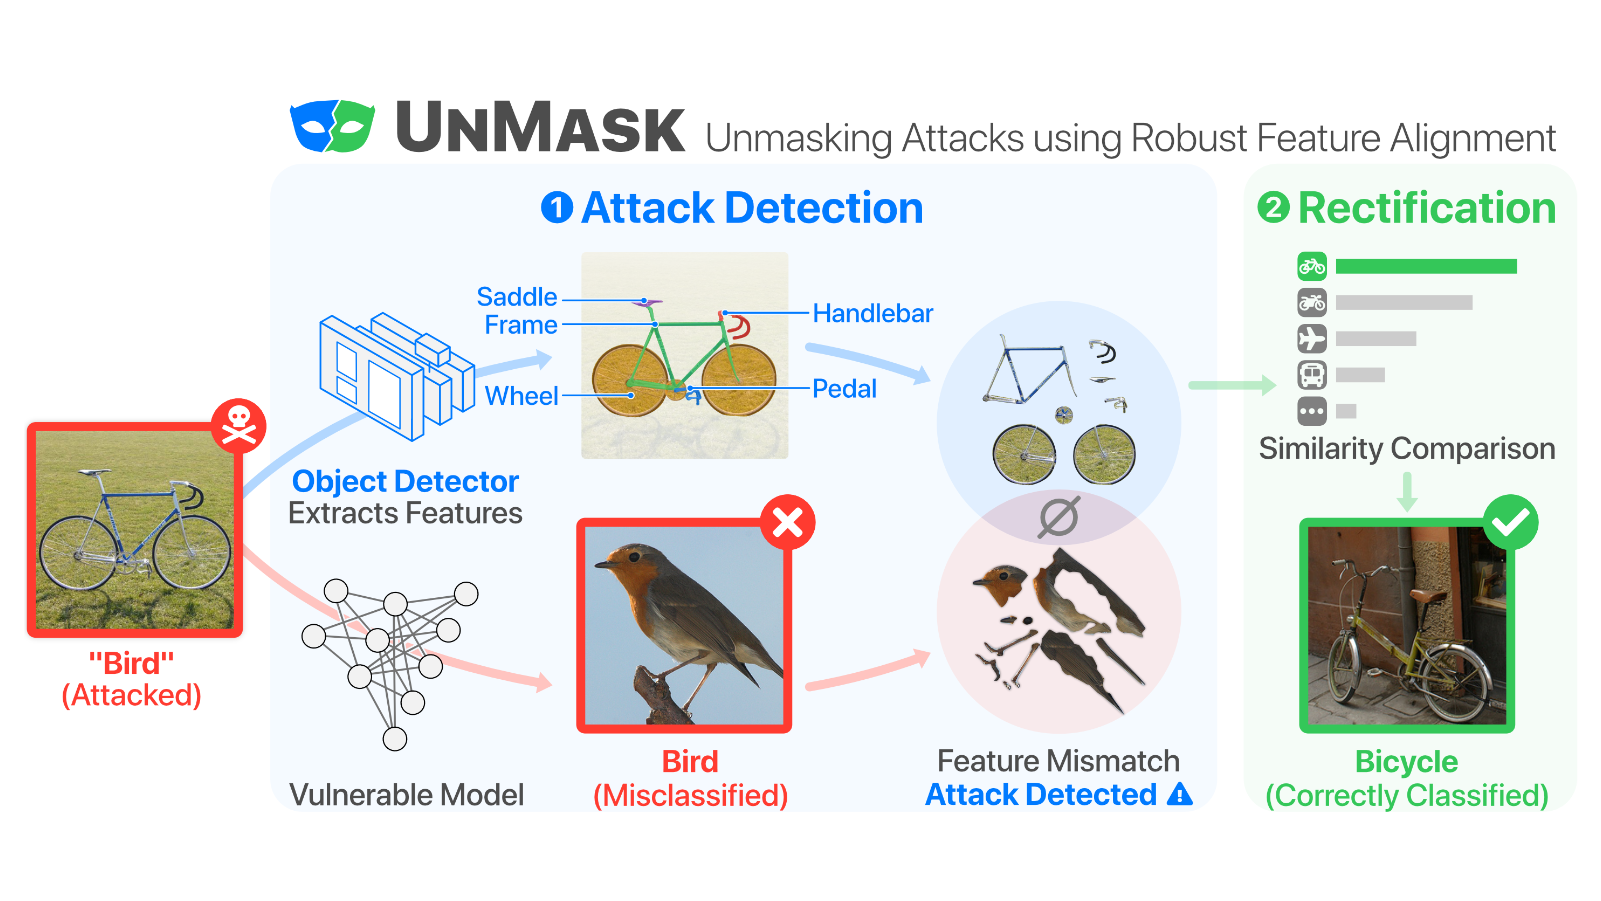 UNMASK Unmasking Attacks using Robust Feature Alignment
1 Attack Detection
Saddle
Frame
Wheel
Handlebar
Pedal
Object Detector
Extracts Features
"Bird"
(Attacked)
Vulnerable Model
Bird
(Misclassified)
Ø
Feature Mismatch
Attack Detected
2 Rectification
Similarity Comparison
Bicycle
(Correctly Classified)